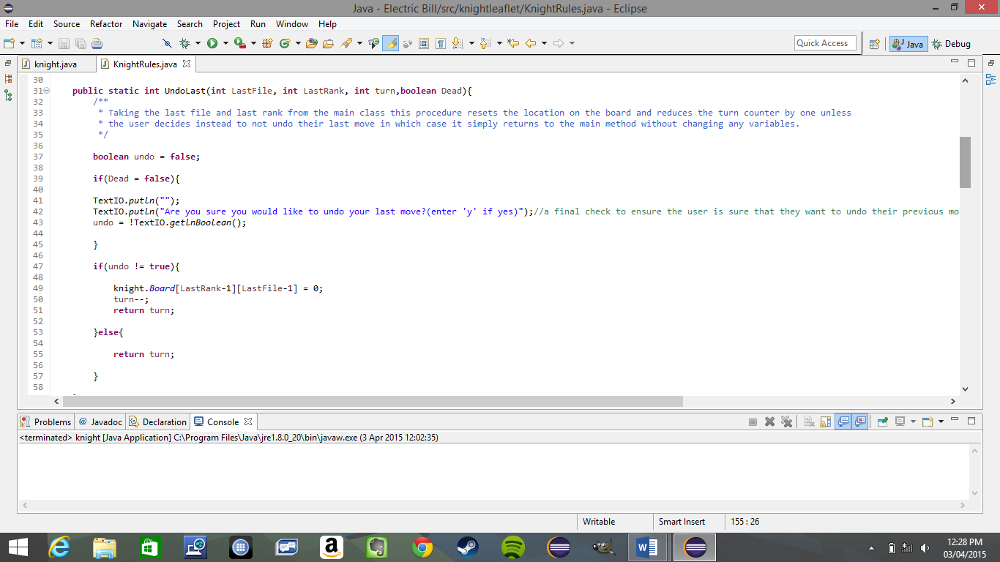 Java - Electric Bill/src/knightleaflet/KnightRules.java - Eclipse
File Edit Source Refactor Navigate Search Project Run Window Help
Quick Access Java Debug
knight.java KnightRules.java
30
31 public static int UndoLast(int LastFile, int LastRank, int turn,boolean Dead){
32 /**
33 * Taking the last file and last rank from the main class this procedure resets the location on the board and reduces the turn counter by one unless
34 * the user decides instead to not undo their last move in which case it simply returns to the main method without changing any variables.
35 */
36
37 boolean undo = false;
38
39 if(Dead = false){
40
41 TextIO.putln("");
42 TextIO.putln("Are you sure you would like to undo your last move?(enter 'y' if yes)");//a final check to ensure the user is sure that they want to undo their previous mo
43 undo = !TextIO.getlnBoolean();
44
45 }
46
47 if(undo != true){
48
49 knight.Board[LastRank-1][LastFile-1] = 0;
50 turn--;
51 return turn;
52
53 }else{
54
55 return turn;
56
57 }
58
Problems @ Javadoc Declaration Console
<terminated> knight [Java Application] C:\Program Files\Java\jre1.8.0_20\bin\javaw.exe (3 Apr 2015 12:02:35)
Writable Smart Insert 155 : 26
12:28 PM
03/04/2015